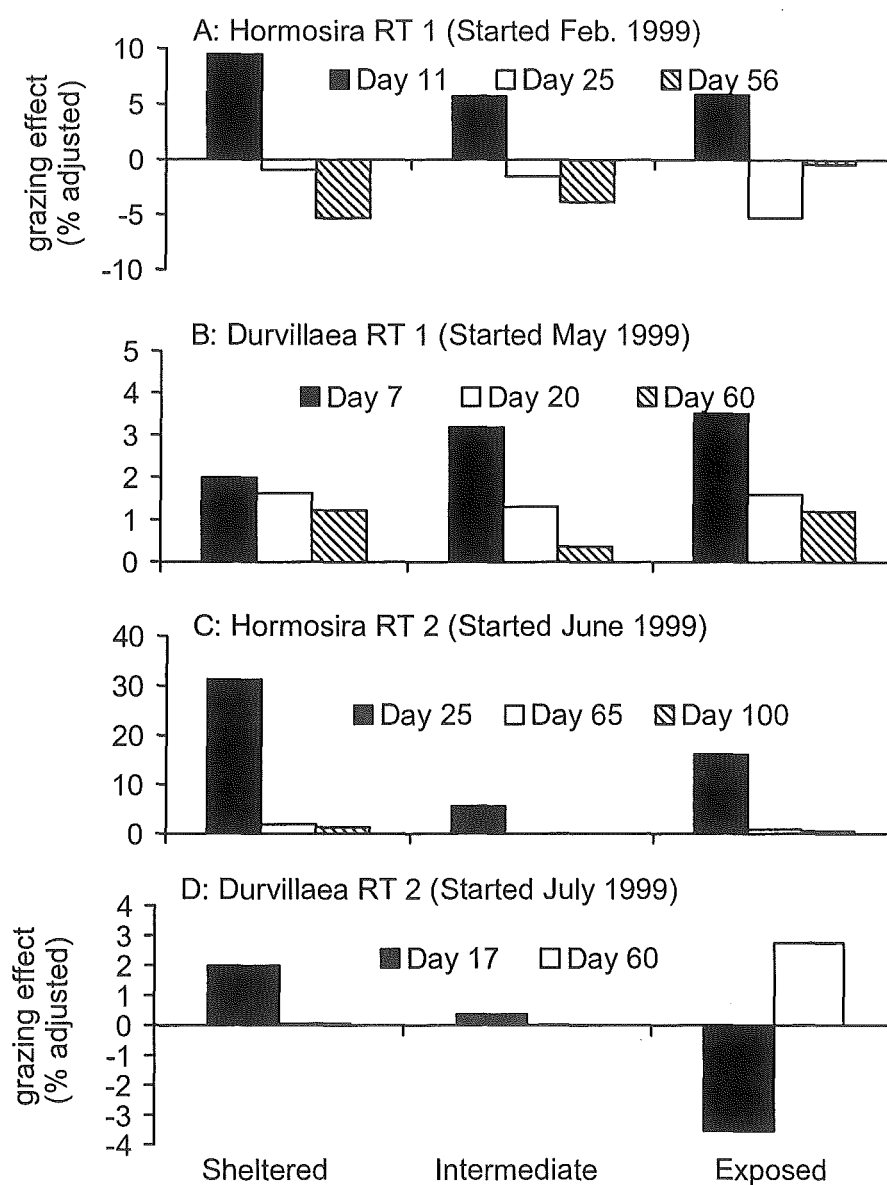 A: Hormosira RT 1 (Started Feb. 1999)
grazing effect
(% adjusted)
10
5
0
-5
-10
Day 11 Day 25 Day 56
B: Durvillaea RT 1 (Started May 1999)
5
4
3
2
1
0
Day 7 Day 20 Day 60
C: Hormosira RT 2 (Started June 1999)
40
30
20
10
0
Day 25 Day 65 Day 100
D: Durvillaea RT 2 (Started July 1999)
grazing effect
(% adjusted)
4
3
2
1
0
-1
-2
-3
-4
Day 17 Day 60
Sheltered Intermediate Exposed